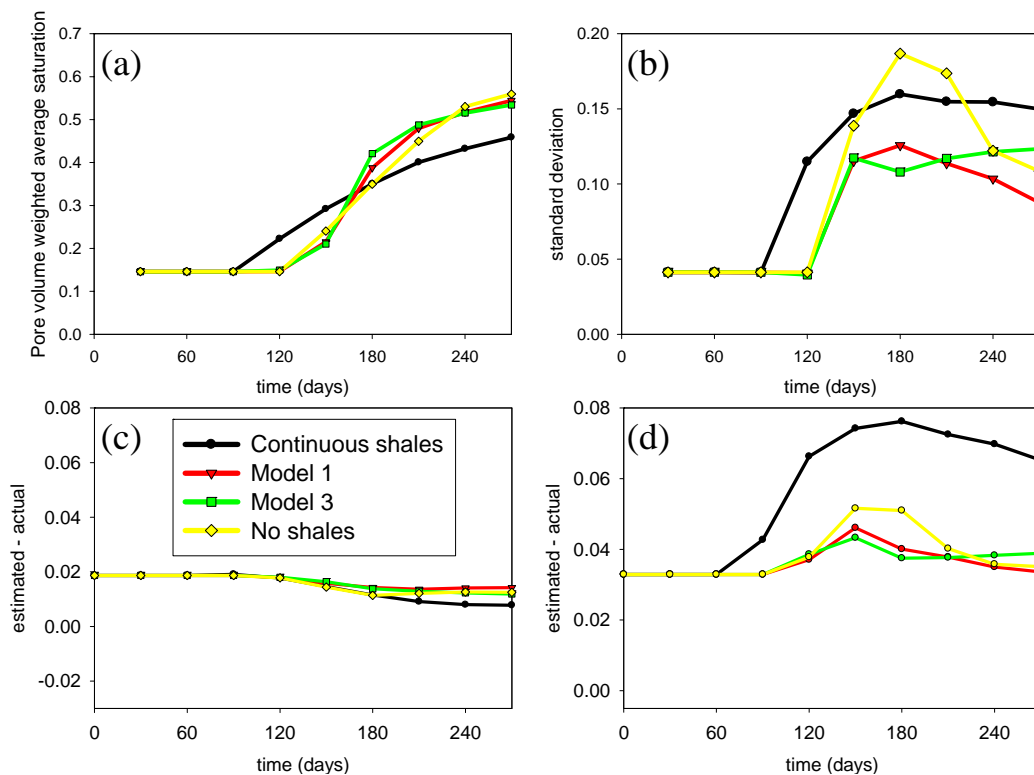 (a)
Pore volume weighted average saturation
0.7
0.6
0.5
0.4
0.3
0.2
0.1
0.0
0 60 120 180 240
time (days)
(b)
standard deviation
0.20
0.15
0.10
0.05
0.00
0 60 120 180 240
time (days)
(c)
estimated - actual
0.08
0.06
0.04
0.02
0.00
-0.02
Continuous shales
Model 1
Model 3
No shales
0 60 120 180 240
time (days)
(d)
estimated - actual
0.08
0.06
0.04
0.02
0.00
0 60 120 180 240
time (days)